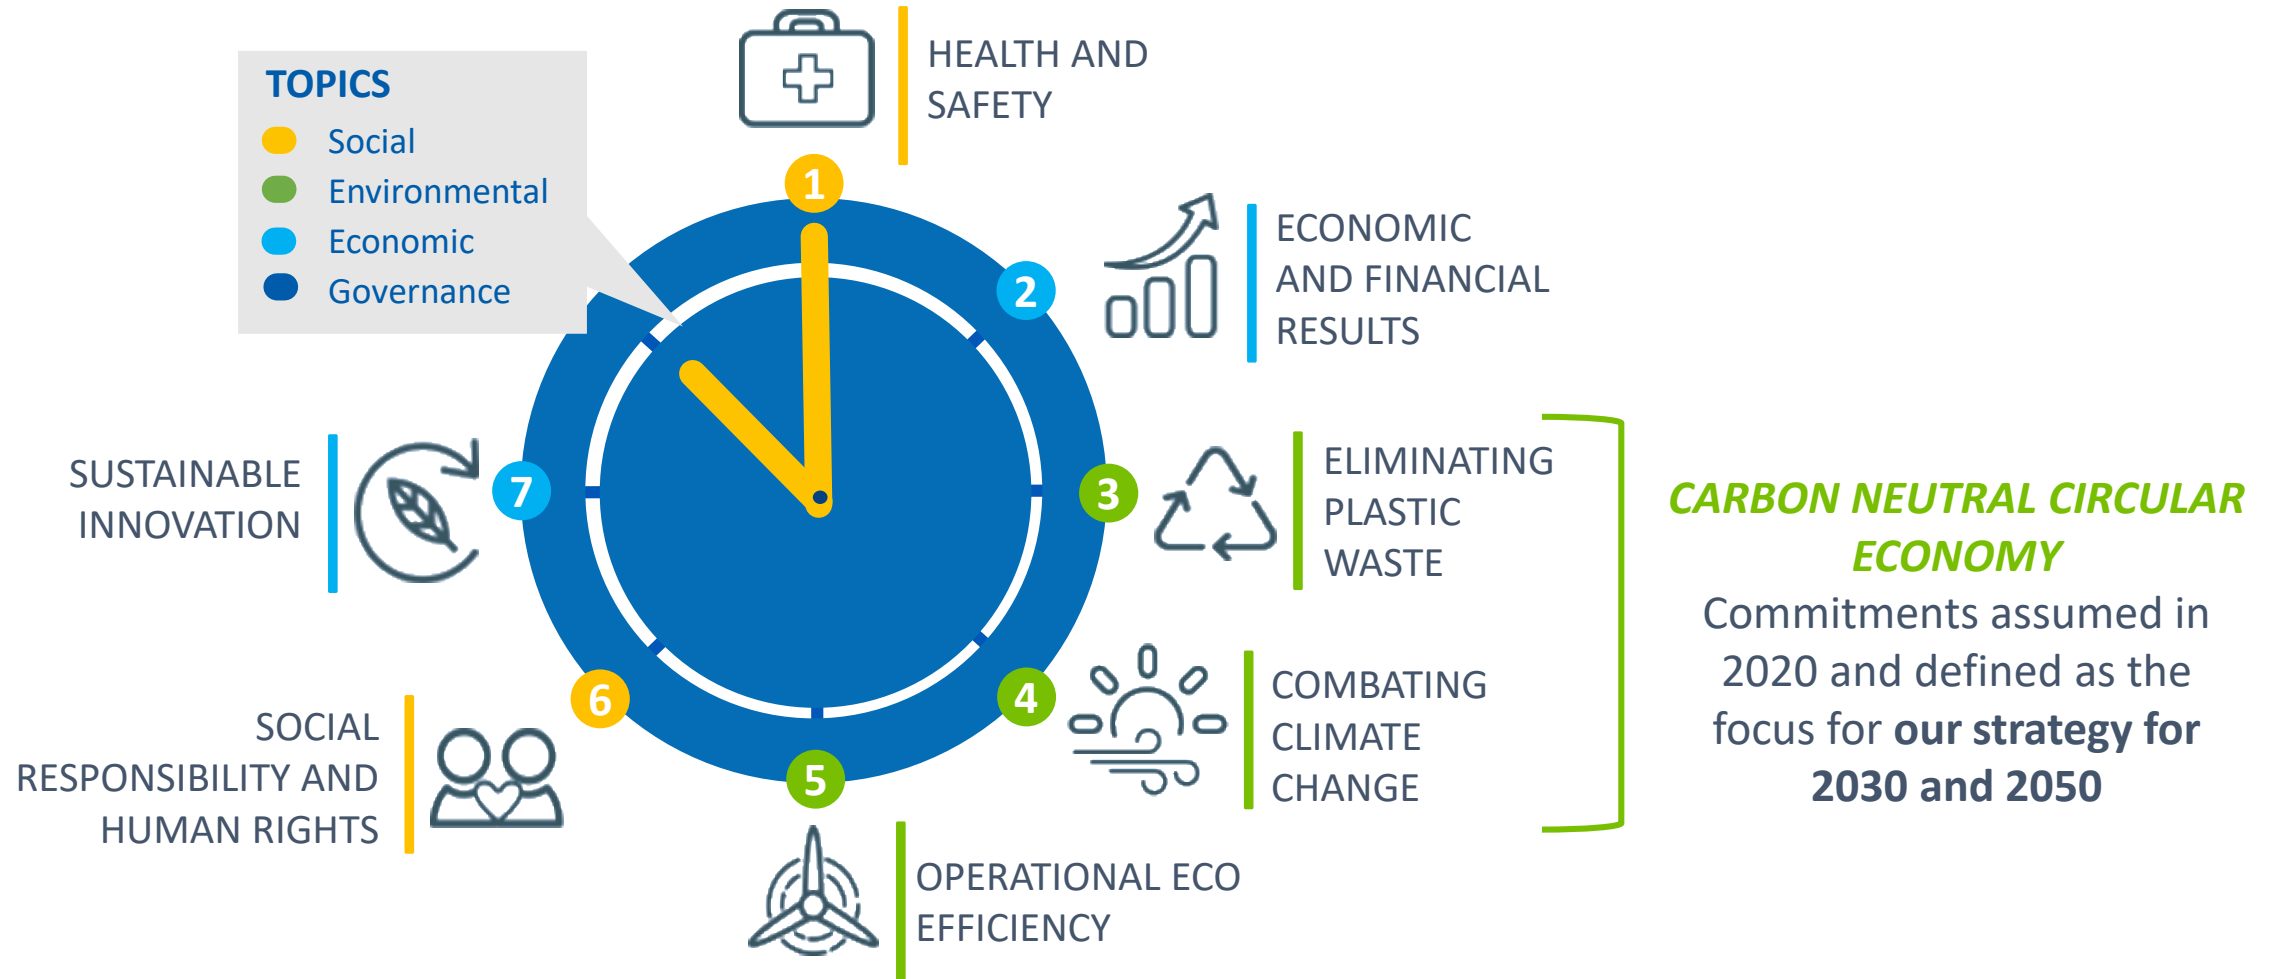 TOPICS
Social
Environmental
Economic
Governance
HEALTH AND
SAFETY
1
2
ECONOMIC
AND FINANCIAL
RESULTS
3
ELIMINATING
PLASTIC
WASTE
4
COMBATING
CLIMATE
CHANGE
5
OPERATIONAL ECO
EFFICIENCY
6
SOCIAL
RESPONSIBILITY AND
HUMAN RIGHTS
7
SUSTAINABLE
INNOVATION
CARBON NEUTRAL CIRCULAR
ECONOMY
Commitments assumed in
2020 and defined as the
focus for our strategy for
2030 and 2050